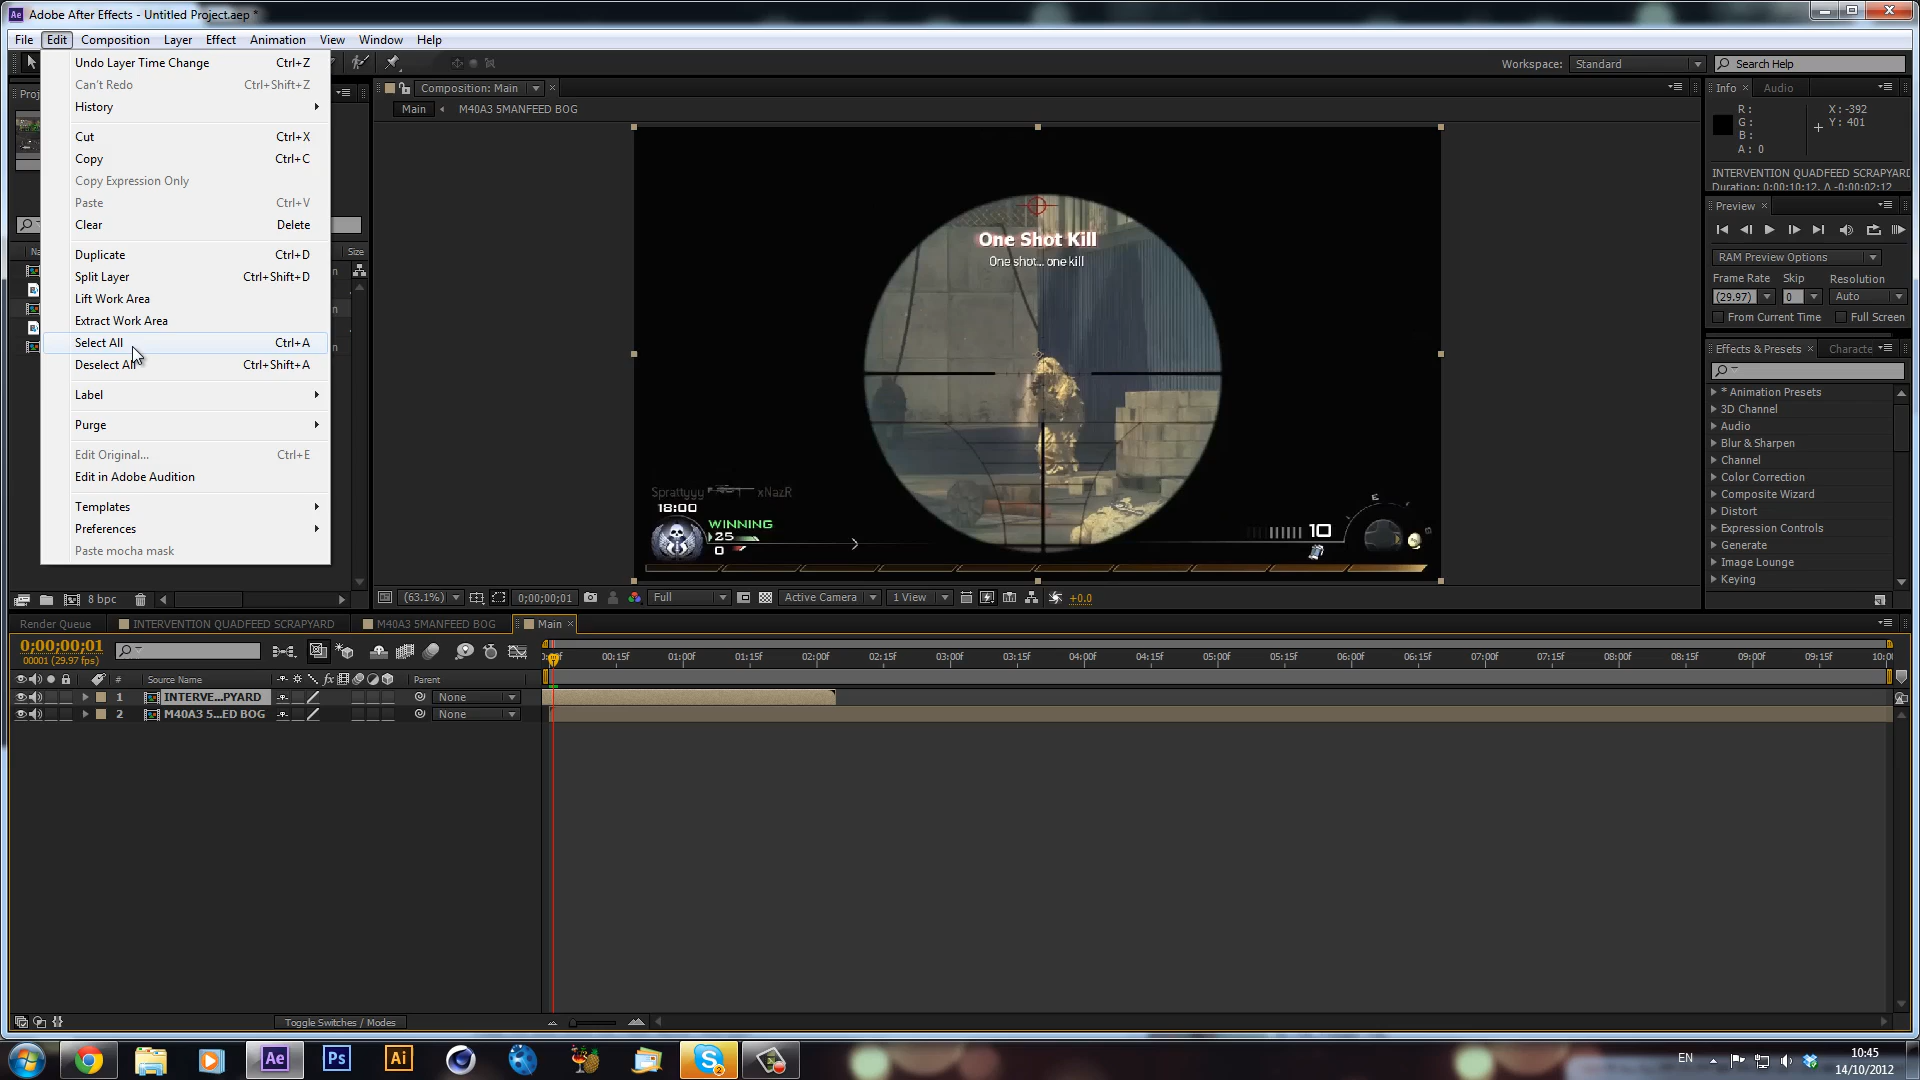 Adobe After Effects - Untitled Project.aep *
File Edit Composition Layer Effect Animation View Window Help
Undo Layer Time Change Ctrl+Z
Can't Redo Ctrl+Shift+Z
History
Cut Ctrl+X
Copy Ctrl+C
Copy Expression Only
Paste Ctrl+V
Clear Delete
Duplicate Ctrl+D
Split Layer Ctrl+Shift+D
Lift Work Area
Extract Work Area
Select All Ctrl+A
Deselect All Ctrl+Shift+A
Label
Purge
Edit Original... Ctrl+E
Edit in Adobe Audition
Templates
Preferences
Paste mocha mask
Workspace: Standard
Search Help
Proj
Size
8 bpc
Composition: Main
Main M40A3 5MANFEED BOG
One Shot Kill
One shot... one kill
Sprattyyy xNazR
18:00
WINNING
25
0
10
E
(63.1%) 0;00;00;01 Full Active Camera 1 View +0.0
Info Audio
R: X: -392
G: Y: 401
B:
A: 0
INTERVENTION QUADFEED SCRAPYARD
Duration: 0;00;10;12, Δ -0;00;02;12
Preview
RAM Preview Options
Frame Rate Skip Resolution
(29.97) 0 Auto
From Current Time Full Screen
Effects & Presets Characte
* Animation Presets
3D Channel
Audio
Blur & Sharpen
Channel
Color Correction
Composite Wizard
Distort
Expression Controls
Generate
Image Lounge
Keying
Render Queue INTERVENTION QUADFEED SCRAPYARD M40A3 5MANFEED BOG Main
0;00;00;01
00001 (29.97 fps)
00:15f 01:00f 01:15f 02:00f 02:15f 03:00f 03:15f 04:00f 04:15f 05:00f 05:15f 06:00f 06:15f 07:00f 07:15f 08:00f 08:15f 09:00f 09:15f 10:00
# Source Name fx Parent
1 INTERVE...PYARD None
2 M40A3 5...ED BOG None
Toggle Switches / Modes
Ae Ps Ai 2
EN
10:45
14/10/2012